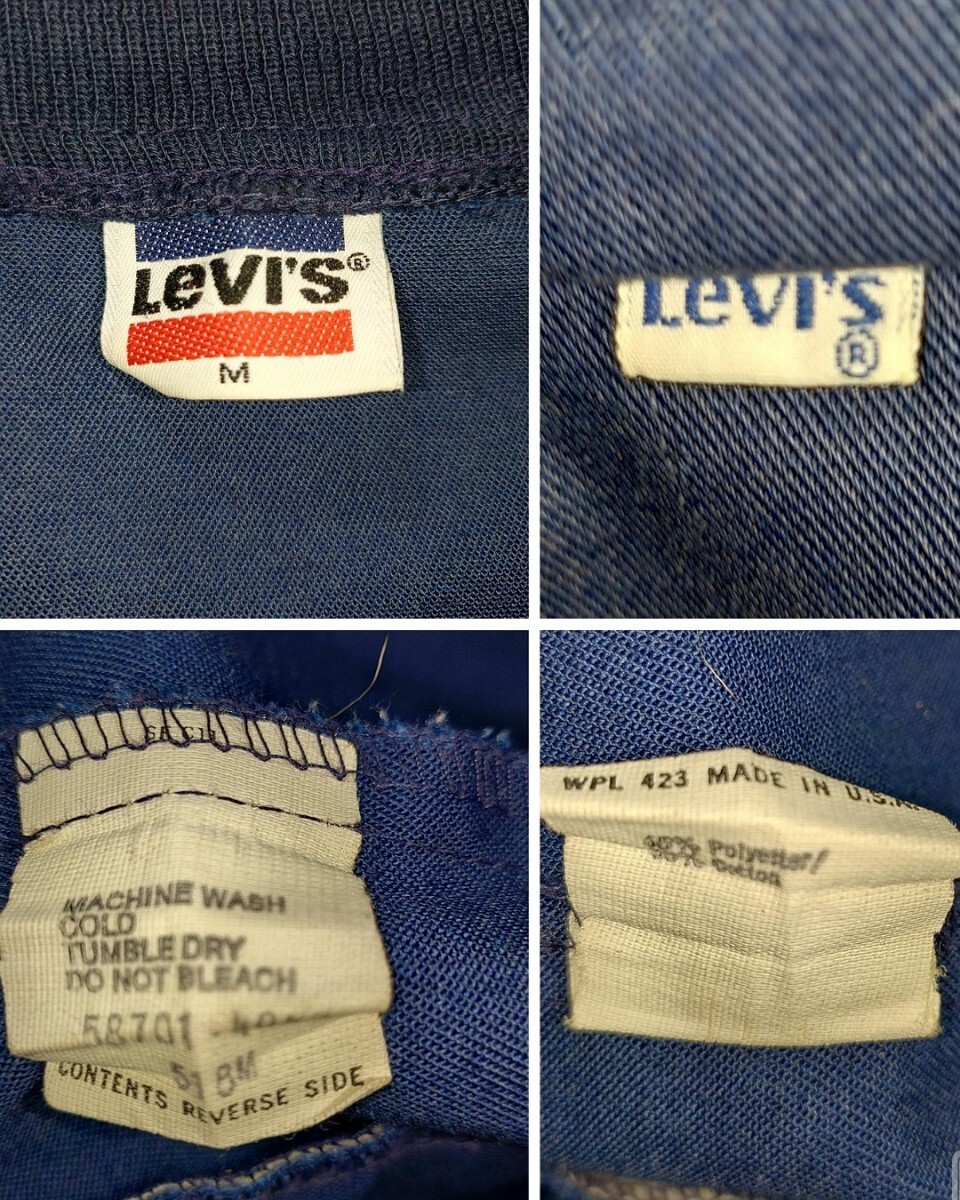 LeVI'S®
M
LeVI'S
®
MACHINE WASH
COLD
TUMBLE DRY
DO NOT BLEACH
58701
8M
CONTENTS REVERSE SIDE
WPL 423 MADE IN U.S.A.
Polyester/
Cotton